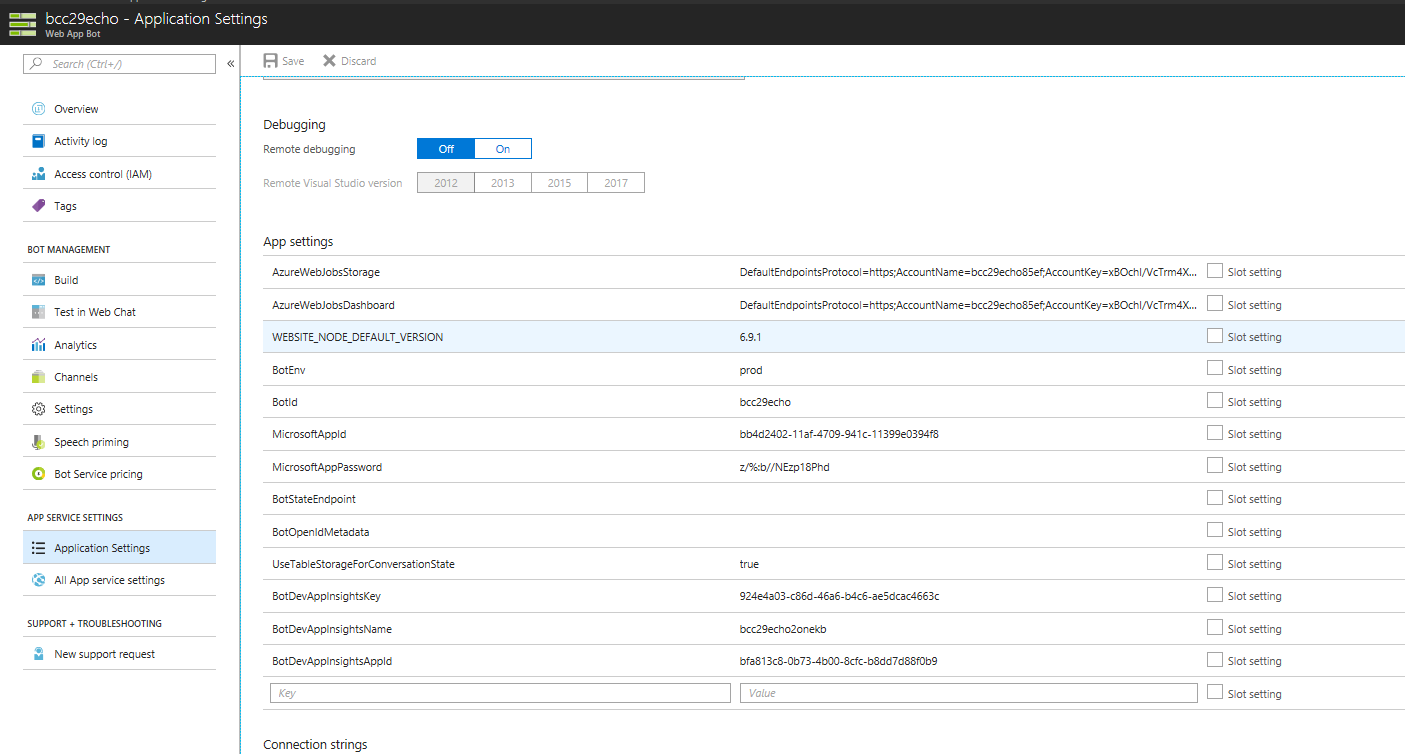 bcc29echo - Application Settings
Web App Bot
Search (Ctrl+/)
«
Save
Discard
Overview
Activity log
Access control (IAM)
Tags
BOT MANAGEMENT
Build
Test in Web Chat
Analytics
Channels
Settings
Speech priming
Bot Service pricing
APP SERVICE SETTINGS
Application Settings
All App service settings
SUPPORT + TROUBLESHOOTING
New support request
Debugging
Remote debugging Off On
Remote Visual Studio version 2012 2013 2015 2017
App settings
AzureWebJobsStorage DefaultEndpointsProtocol=https;AccountName=bcc29echo85ef;AccountKey=xBOchI/VcTrm4X... Slot setting
AzureWebJobsDashboard DefaultEndpointsProtocol=https;AccountName=bcc29echo85ef;AccountKey=xBOchI/VcTrm4X... Slot setting
WEBSITE_NODE_DEFAULT_VERSION 6.9.1 Slot setting
BotEnv prod Slot setting
BotId bcc29echo Slot setting
MicrosoftAppId bb4d2402-11af-4709-941c-11399e0394f8 Slot setting
MicrosoftAppPassword z/%:b//NEzp18Phd Slot setting
BotStateEndpoint Slot setting
BotOpenIdMetadata Slot setting
UseTableStorageForConversationState true Slot setting
BotDevAppInsightsKey 924e4a03-c86d-46a6-b4c6-ae5dcac4663c Slot setting
BotDevAppInsightsName bcc29echo2onekb Slot setting
BotDevAppInsightsAppId bfa813c8-0b73-4b00-8cfc-b8dd7d88f0b9 Slot setting
Key Value Slot setting
Connection strings